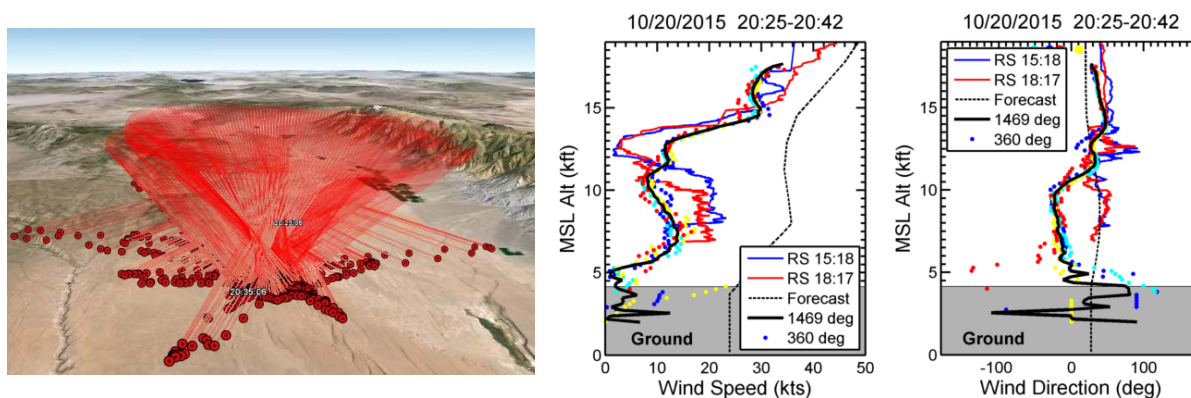 20:25:06
20:35:06
10/20/2015 20:25-20:42
MSL Alt (kft)
15
10
5
0
RS 15:18
RS 18:17
Forecast
1469 deg
360 deg
Ground
0 10 20 30 40 50
Wind Speed (kts)
10/20/2015 20:25-20:42
RS 15:18
RS 18:17
Forecast
1469 deg
360 deg
MSL Alt (kft)
15
10
5
0
Ground
-100 0 100
Wind Direction (deg)